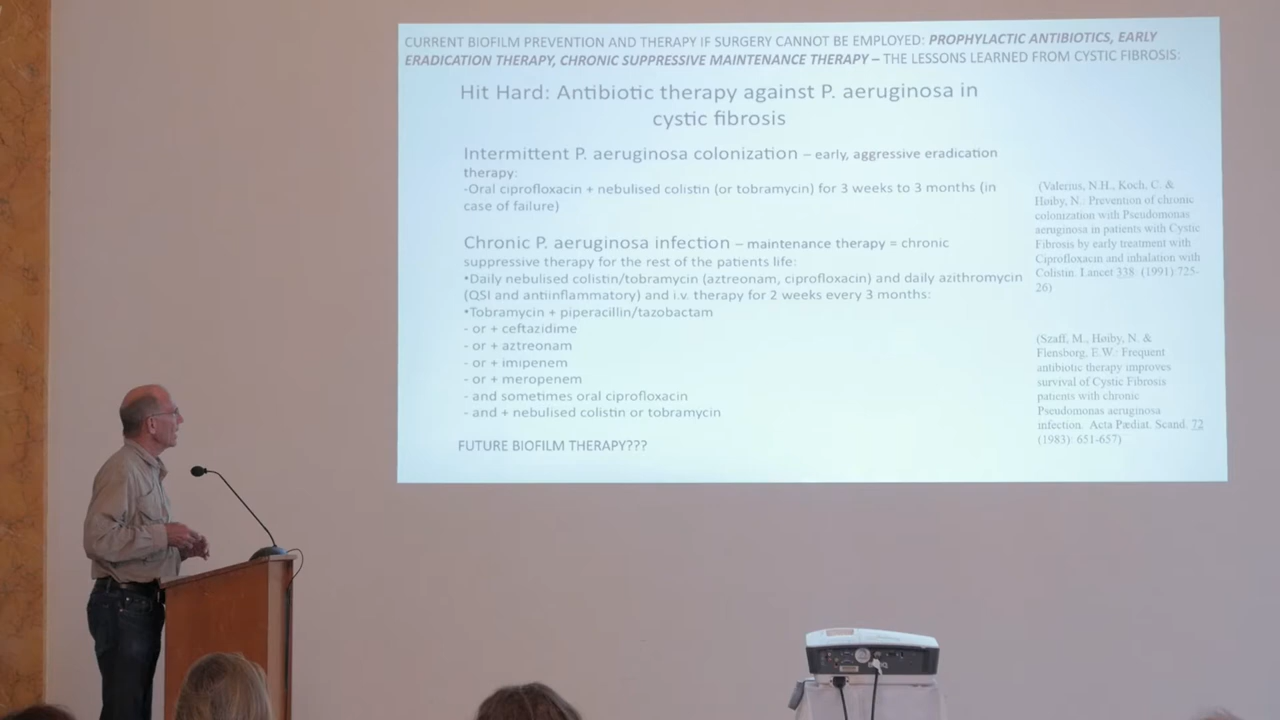 CURRENT BIOFILM PREVENTION AND THERAPY IF SURGERY CANNOT BE EMPLOYED: PROPHYLACTIC ANTIBIOTICS, EARLY
ERADICATION THERAPY, CHRONIC SUPPRESSIVE MAINTENANCE THERAPY – THE LESSONS LEARNED FROM CYSTIC FIBROSIS:
Hit Hard: Antibiotic therapy against P. aeruginosa in
cystic fibrosis
Intermittent P. aeruginosa colonization – early, aggressive eradication
therapy:
-Oral ciprofloxacin + nebulised colistin (or tobramycin) for 3 weeks to 3 months (in
case of failure)
Chronic P. aeruginosa infection – maintenance therapy = chronic
suppressive therapy for the rest of the patients life:
•Daily nebulised colistin/tobramycin (aztreonam, ciprofloxacin) and daily azithromycin
(QSI and antiinflammatory) and i.v. therapy for 2 weeks every 3 months:
•Tobramycin + piperacillin/tazobactam
- or + ceftazidime
- or + aztreonam
- or + imipenem
- or + meropenem
- and sometimes oral ciprofloxacin
- and + nebulised colistin or tobramycin
FUTURE BIOFILM THERAPY???
(Valerius, N.H., Koch, C. &
Høiby, N.: Prevention of chronic
colonization with Pseudomonas
aeruginosa in patients with Cystic
Fibrosis by early treatment with
Ciprofloxacin and inhalation with
Colistin. Lancet 338 (1991) 725-
26)
(Szaff, M., Høiby, N. &
Flensborg, E.W.: Frequent
antibiotic therapy improves
survival of Cystic Fibrosis
patients with chronic
Pseudomonas aeruginosa
infection. Acta Pædiat. Scand. 72
(1983): 651-657)